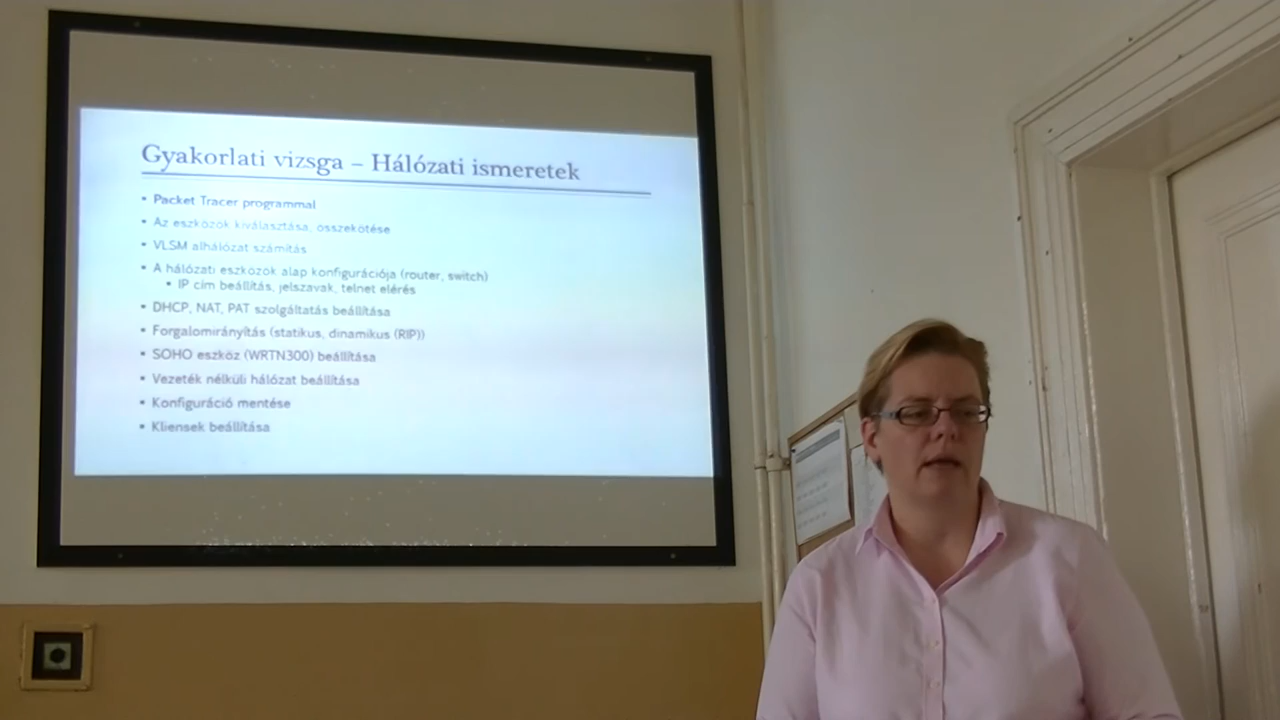 Gyakorlati vizsga – Hálózati ismeretek
• Packet Tracer programmal
• Az eszközök kiválasztása, összekötése
• VLSM alhálózat számítás
• A hálózati eszközök alap konfigurációja (router, switch)
• IP cím beállítás, jelszavak, telnet elérés
• DHCP, NAT, PAT szolgáltatás beállítása
• Forgalomirányítás (statikus, dinamikus (RIP))
• SOHO eszköz (WRTN300) beállítása
• Vezeték nélküli hálózat beállítása
• Konfiguráció mentése
• Kliensek beállítása